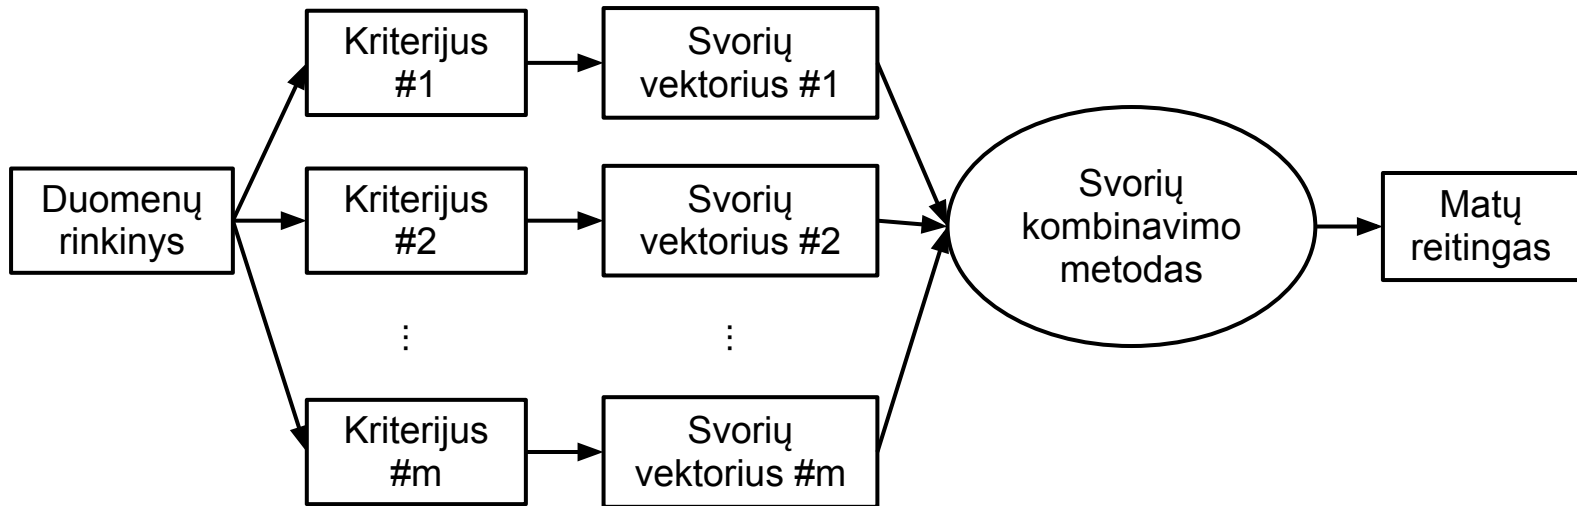 Duomenų
rinkinys
Kriterijus
#1
Svorių
vektorius #1
Kriterijus
#2
Svorių
vektorius #2
⋮
⋮
Kriterijus
#m
Svorių
vektorius #m
Svorių
kombinavimo
metodas
Matų
reitingas